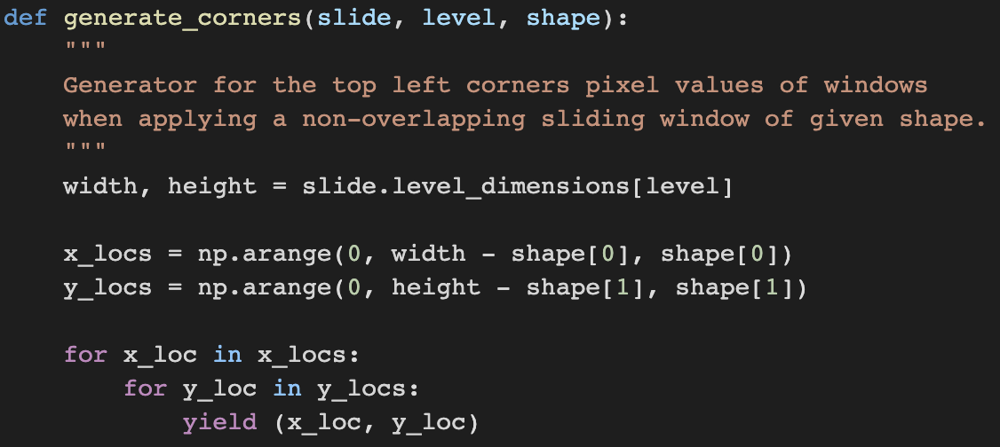 def generate_corners(slide, level, shape):
    """
    Generator for the top left corners pixel values of windows
    when applying a non-overlapping sliding window of given shape.
    """
    width, height = slide.level_dimensions[level]

    x_locs = np.arange(0, width - shape[0], shape[0])
    y_locs = np.arange(0, height - shape[1], shape[1])

    for x_loc in x_locs:
        for y_loc in y_locs:
            yield (x_loc, y_loc)